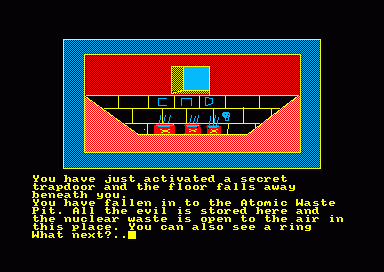 You have just activated a secret
trapdoor and the floor falls away
beneath you.
You have fallen in to the Atomic Waste
Pit. All the evil is stored here and
the nuclear waste is open to the air in
this place. You can also see a ring
What next?..